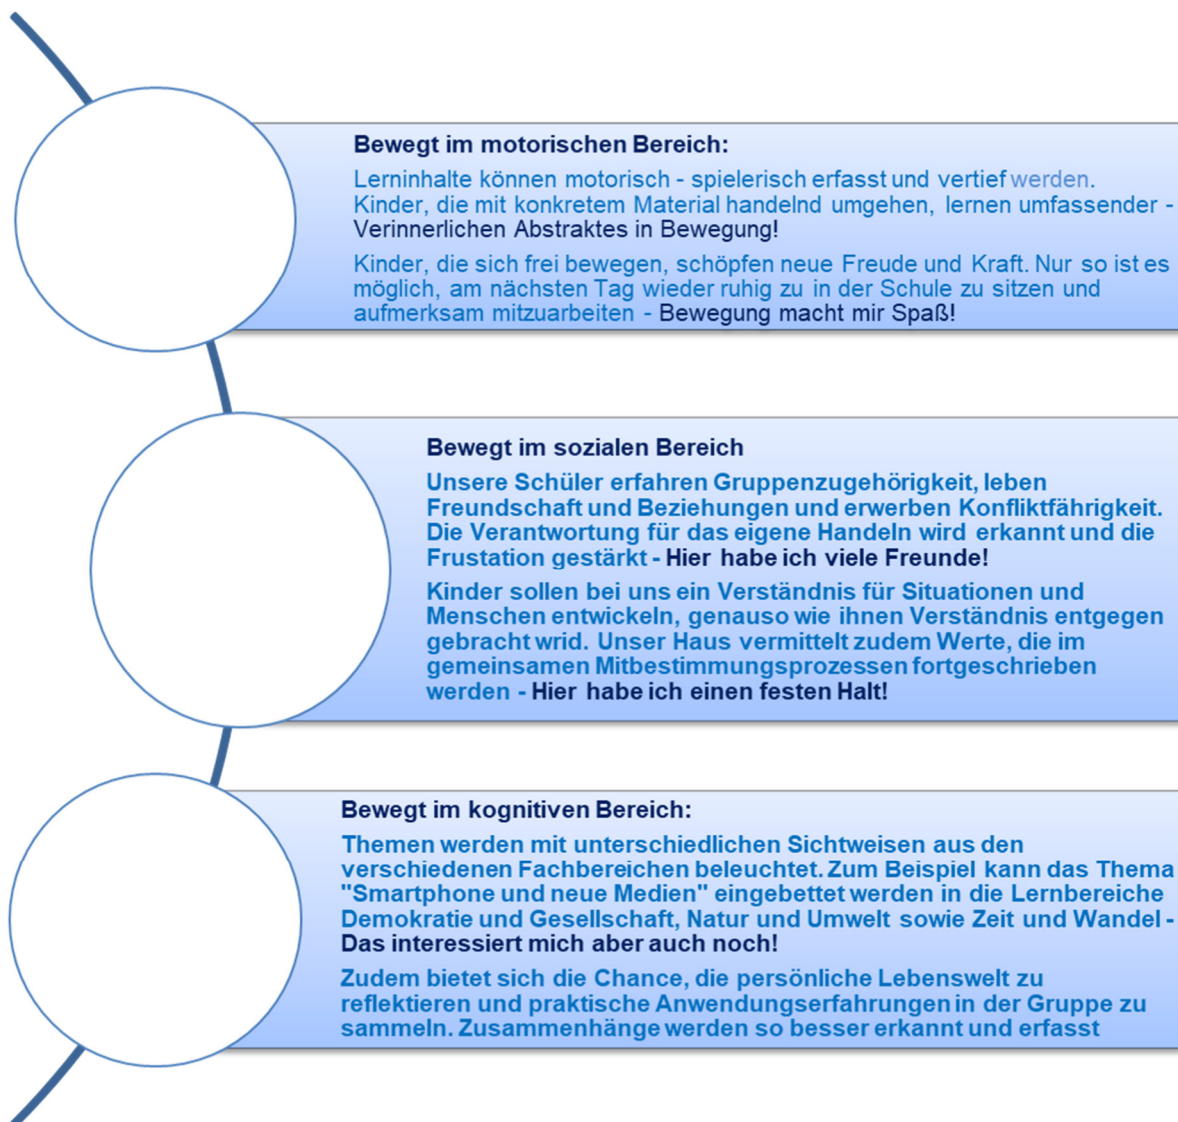 Bewegt im motorischen Bereich:
Lerninhalte können motorisch - spielerisch erfasst und vertief werden.
Kinder, die mit konkretem Material handelnd umgehen, lernen umfassender -
Verinnerlichen Abstraktes in Bewegung!
Kinder, die sich frei bewegen, schöpfen neue Freude und Kraft. Nur so ist es
möglich, am nächsten Tag wieder ruhig zu in der Schule zu sitzen und
aufmerksam mitzuarbeiten - Bewegung macht mir Spaß!
Bewegt im sozialen Bereich
Unsere Schüler erfahren Gruppenzugehörigkeit, leben
Freundschaft und Beziehungen und erwerben Konfliktfährigkeit.
Die Verantwortung für das eigene Handeln wird erkannt und die
Frustation gestärkt - Hier habe ich viele Freunde!
Kinder sollen bei uns ein Verständnis für Situationen und
Menschen entwickeln, genauso wie ihnen Verständnis entgegen
gebracht wrid. Unser Haus vermittelt zudem Werte, die im
gemeinsamen Mitbestimmungsprozessen fortgeschrieben
werden - Hier habe ich einen festen Halt!
Bewegt im kognitiven Bereich:
Themen werden mit unterschiedlichen Sichtweisen aus den
verschiedenen Fachbereichen beleuchtet. Zum Beispiel kann das Thema
"Smartphone und neue Medien" eingebettet werden in die Lernbereiche
Demokratie und Gesellschaft, Natur und Umwelt sowie Zeit und Wandel -
Das interessiert mich aber auch noch!
Zudem bietet sich die Chance, die persönliche Lebenswelt zu
reflektieren und praktische Anwendungserfahrungen in der Gruppe zu
sammeln. Zusammenhänge werden so besser erkannt und erfasst